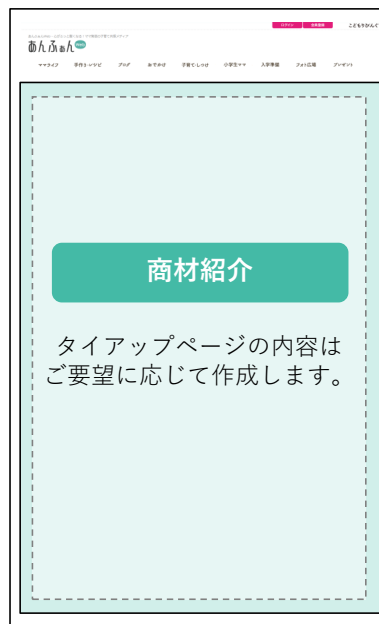 ログイン 会員登録 こどもりびんぐ
あんふぁん Web
ママライフ 手作り・レシピ ブログ おでかけ 子育て・しつけ 小学生ママ 入学準備 フォト広場 プレゼント
商材紹介
タイアップページの内容は
ご要望に応じて作成します。